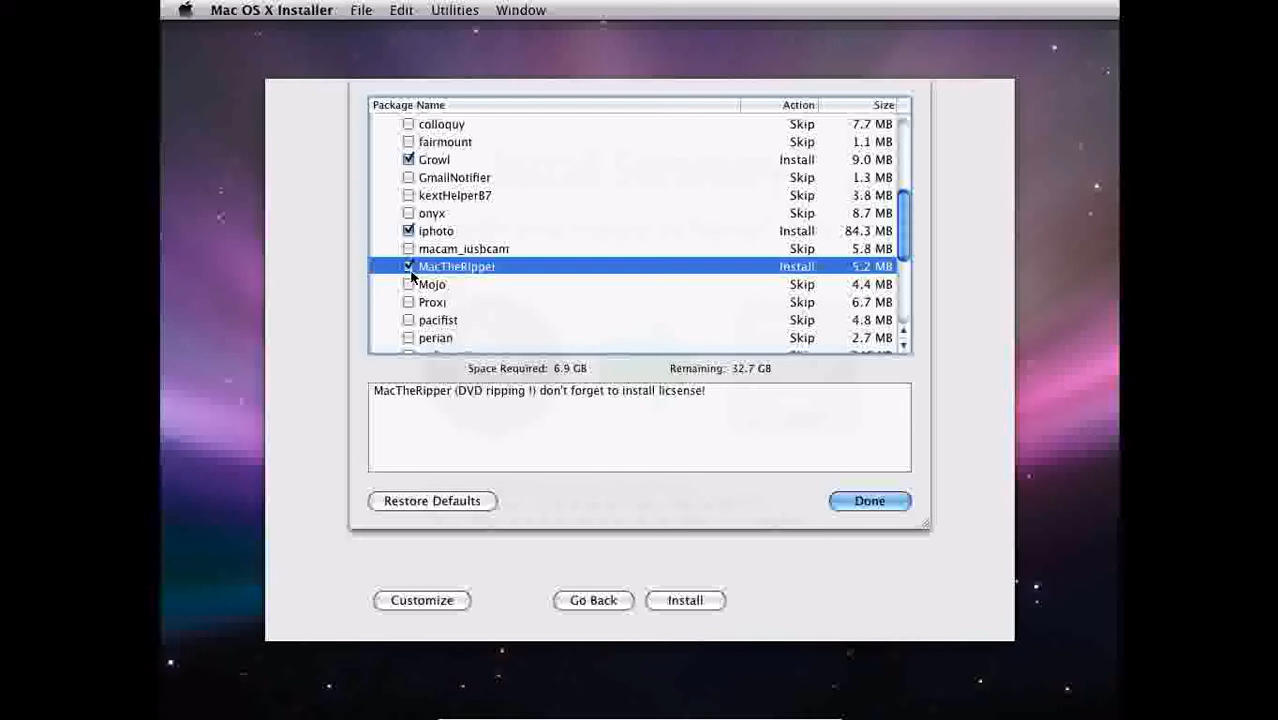 Mac OS X Installer File Edit Utilities Window
Package Name Action Size
colloquy Skip 7.7 MB
fairmount Skip 1.1 MB
Growl Install 9.0 MB
GmailNotifier Skip 1.3 MB
kextHelperB7 Skip 3.8 MB
onyx Skip 8.7 MB
iphoto Install 84.3 MB
macam_iusbcam Skip 5.8 MB
MacTheRipper Install 5.2 MB
Mojo Skip 4.4 MB
Proxi Skip 6.7 MB
pacifist Skip 4.8 MB
perian Skip 2.7 MB
Space Required: 6.9 GB Remaining: 32.7 GB
MacTheRipper (DVD ripping !) don't forget to install licsense!
Restore Defaults Done
Customize Go Back Install